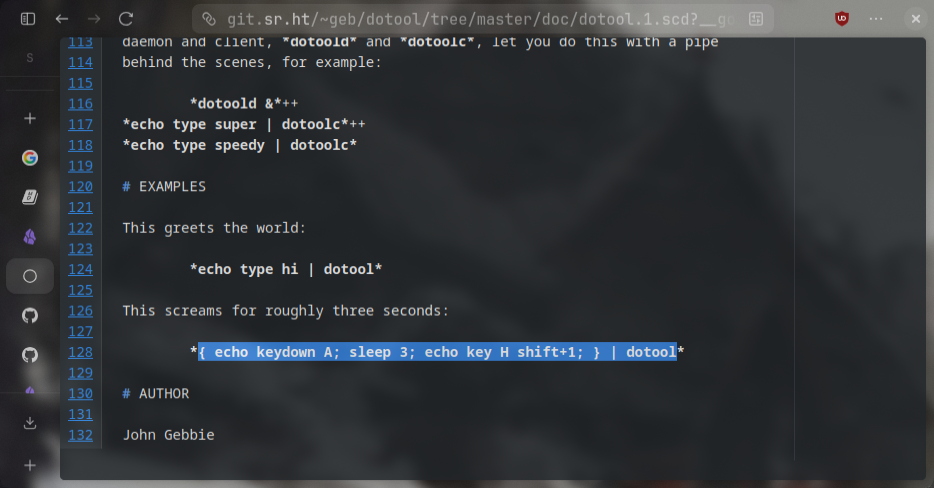 git.sr.ht/~geb/dotool/tree/master/doc/dotool.1.scd?__go
S
113 daemon and client, *dotoold* and *dotoolc*, let you do this with a pipe
114 behind the scenes, for example:
115
116 *dotoold &*++
117 *echo type super | dotoolc*++
118 *echo type speedy | dotoolc*
119
120 # EXAMPLES
121
122 This greets the world:
123
124 *echo type hi | dotool*
125
126 This screams for roughly three seconds:
127
128 *{ echo keydown A; sleep 3; echo key H shift+1; } | dotool*
129
130 # AUTHOR
131
132 John Gebbie